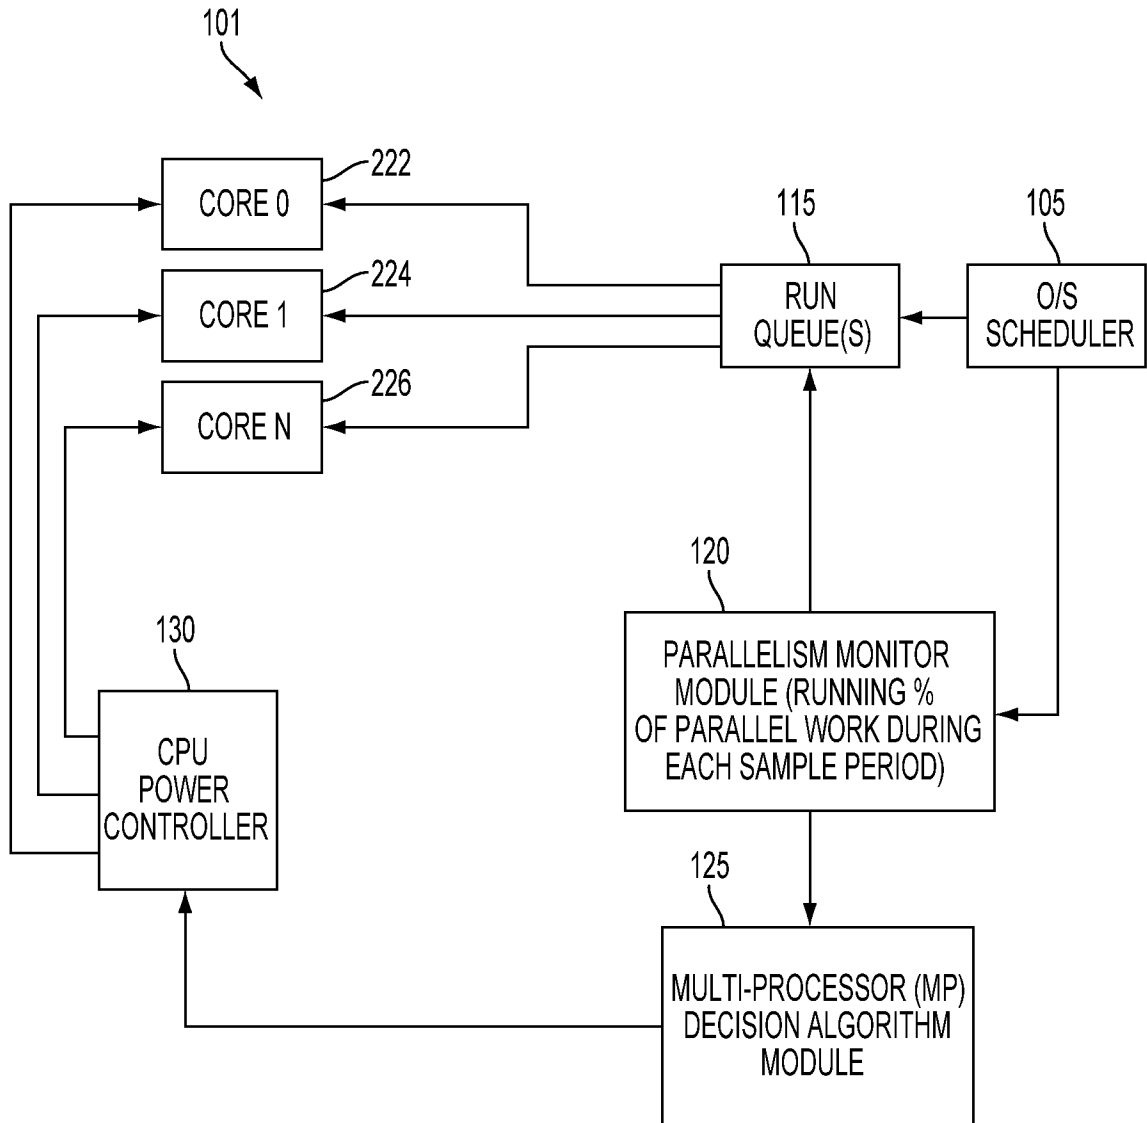 101
222
CORE 0
224
CORE 1
226
CORE N
115
RUN
QUEUE(S)
105
O/S
SCHEDULER
120
PARALLELISM MONITOR
MODULE (RUNNING %
OF PARALLEL WORK DURING
EACH SAMPLE PERIOD)
130
CPU
POWER
CONTROLLER
125
MULTI-PROCESSOR (MP)
DECISION ALGORITHM
MODULE